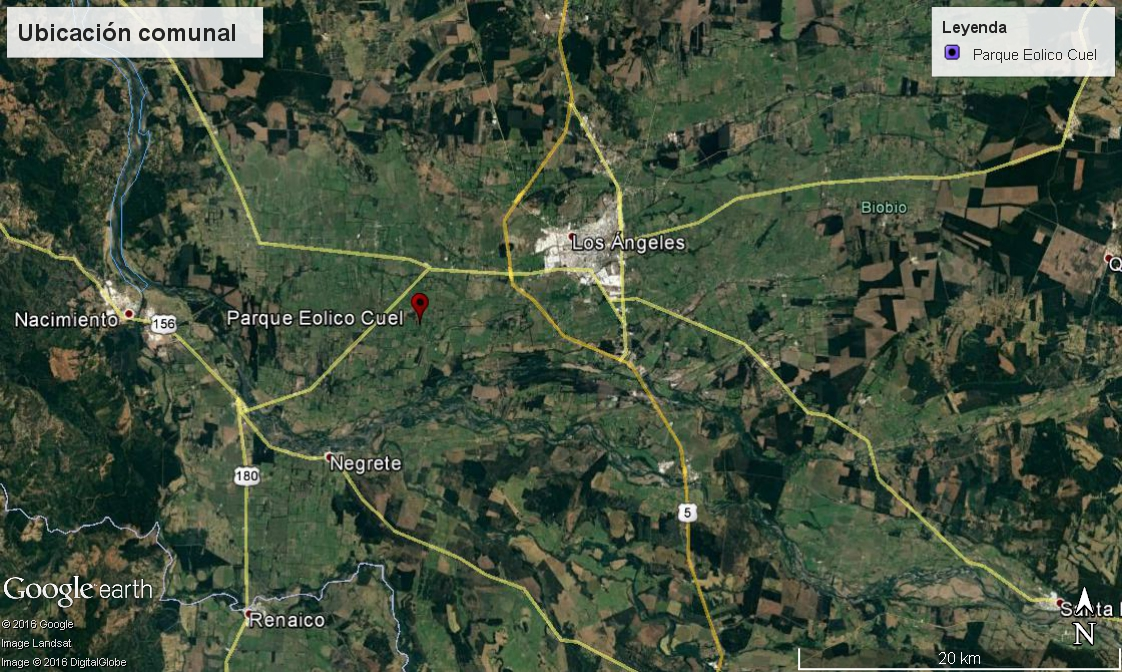 Ubicación comunal
Leyenda
Parque Eolico Cuel
Biobio
Los Ángeles
Q
Nacimiento
156
Parque Eolico Cuel
Negrete
180
5
Google earth
Renaico
Santa
© 2016 Google
Image Landsat
Image © 2016 DigitalGlobe
N
20 km